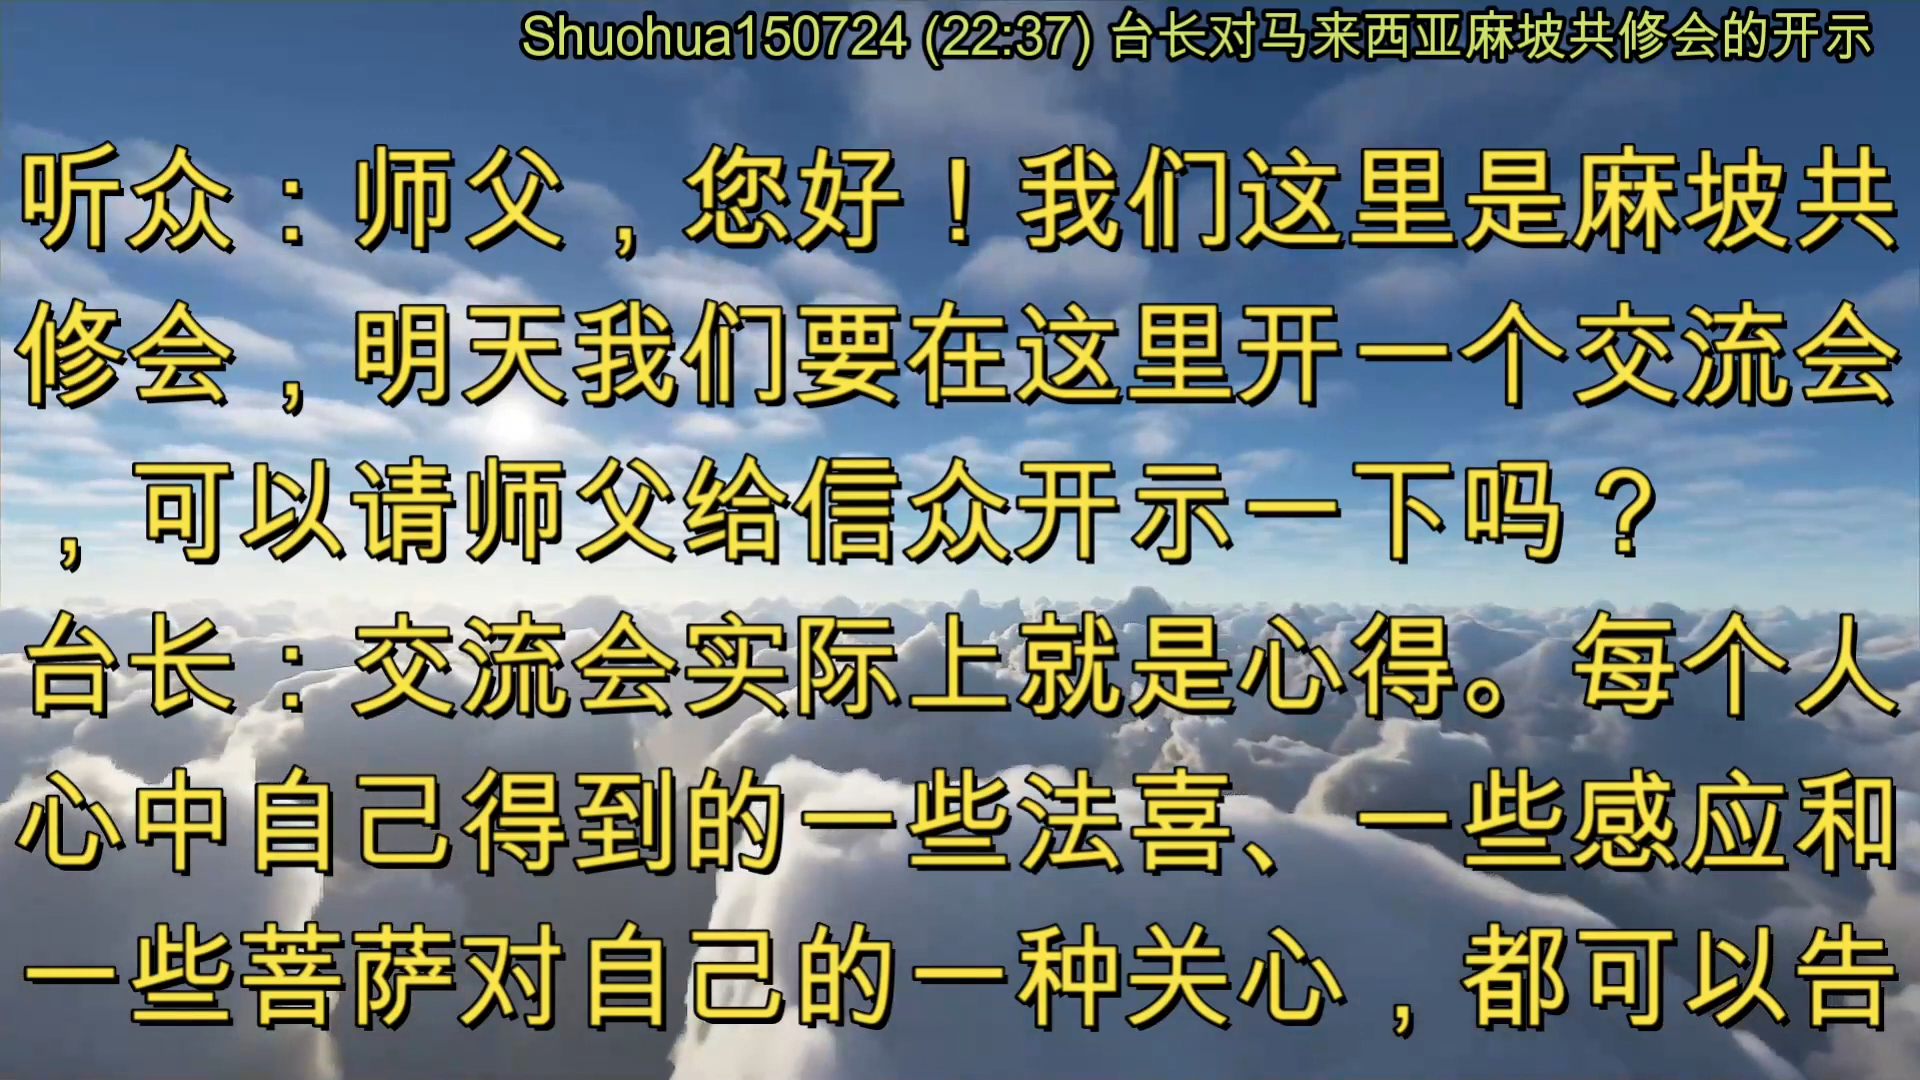 Shuohua150724 (22:37) 台长对马来西亚麻坡共修会的开示
听众：师父，您好！我们这里是麻坡共
修会，明天我们要在这里开一个交流会
，可以请师父给信众开示一下吗？
台长：交流会实际上就是心得。每个人
心中自己得到的一些法喜、一些感应和
一些菩萨对自己的一种关心，都可以告